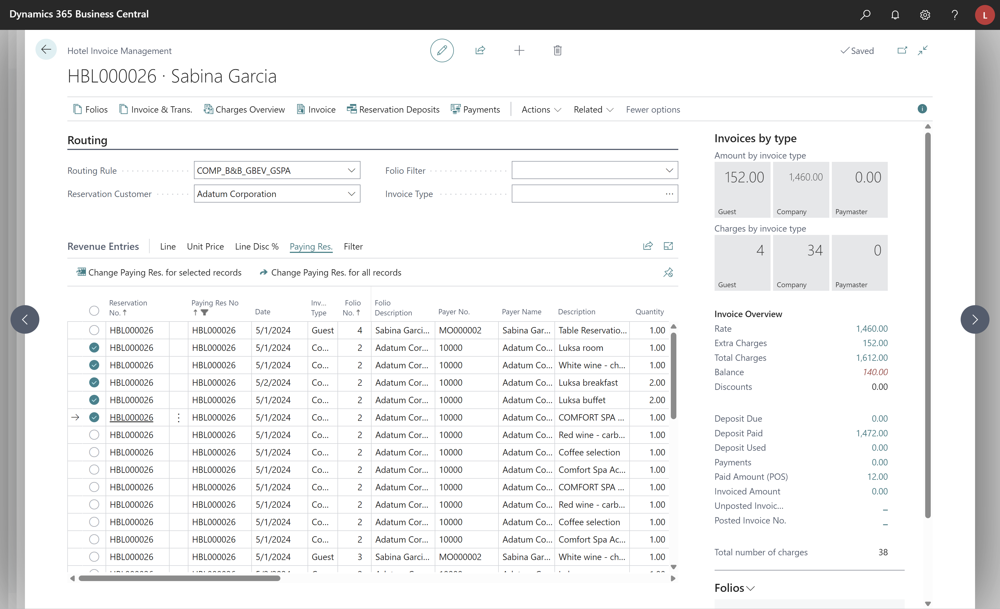 Dynamics 365 Business Central
L
Hotel Invoice Management
Saved
HBL000026 · Sabina Garcia
Folios Invoice & Trans. Charges Overview Invoice Reservation Deposits Payments Actions Related Fewer options
Routing
Routing Rule COMP_B&B_GBEV_GSPA Folio Filter
Reservation Customer Adatum Corporation Invoice Type ...
Revenue Entries Line Unit Price Line Disc % Paying Res. Filter
Change Paying Res. for selected records Change Paying Res. for all records
Reservation No.↑ Paying Res No ↑ Date Inv... Type Folio No.↑ Folio Description Payer No. Payer Name Description Quantity
HBL000026 HBL000026 5/1/2024 Guest 4 Sabina Garci... MO000002 Sabina Gar... Table Reservatio... 1.00
HBL000026 HBL000026 5/1/2024 Co... 2 Adatum Cor... 10000 Adatum Co... Luksa room 1.00
HBL000026 HBL000026 5/1/2024 Co... 2 Adatum Cor... 10000 Adatum Co... White wine - ch... 1.00
HBL000026 HBL000026 5/2/2024 Co... 2 Adatum Cor... 10000 Adatum Co... Luksa breakfast 2.00
HBL000026 HBL000026 5/1/2024 Co... 2 Adatum Cor... 10000 Adatum Co... Luksa buffet 2.00
HBL000026 HBL000026 5/1/2024 Co... 2 Adatum Cor... 10000 Adatum Co... COMFORT SPA ... 1.00
HBL000026 HBL000026 5/1/2024 Co... 2 Adatum Cor... 10000 Adatum Co... Red wine - carb... 1.00
HBL000026 HBL000026 5/1/2024 Co... 2 Adatum Cor... 10000 Adatum Co... Coffee selection 1.00
HBL000026 HBL000026 5/1/2024 Co... 2 Adatum Cor... 10000 Adatum Co... Comfort Spa Ac... 1.00
HBL000026 HBL000026 5/1/2024 Co... 2 Adatum Cor... 10000 Adatum Co... COMFORT SPA ... 1.00
HBL000026 HBL000026 5/1/2024 Co... 2 Adatum Cor... 10000 Adatum Co... Red wine - carb... 1.00
HBL000026 HBL000026 5/1/2024 Co... 2 Adatum Cor... 10000 Adatum Co... Coffee selection 1.00
HBL000026 HBL000026 5/1/2024 Co... 2 Adatum Cor... 10000 Adatum Co... Comfort Spa Ac... 1.00
HBL000026 HBL000026 5/1/2024 Guest 3 Sabina Garci... MO000002 Sabina Gar... White wine - ch... 1.00
Invoices by type
Amount by invoice type
152.00 1,460.00 0.00
Guest Company Paymaster
Charges by invoice type
4 34 0
Guest Company Paymaster
Invoice Overview
Rate 1,460.00
Extra Charges 152.00
Total Charges 1,612.00
Balance 140.00
Discounts 0.00
Deposit Due 0.00
Deposit Paid 1,472.00
Deposit Used 0.00
Payments 0.00
Paid Amount (POS) 12.00
Invoiced Amount 0.00
Unposted Invoic... _
Posted Invoice No. _
Total number of charges 38
Folios